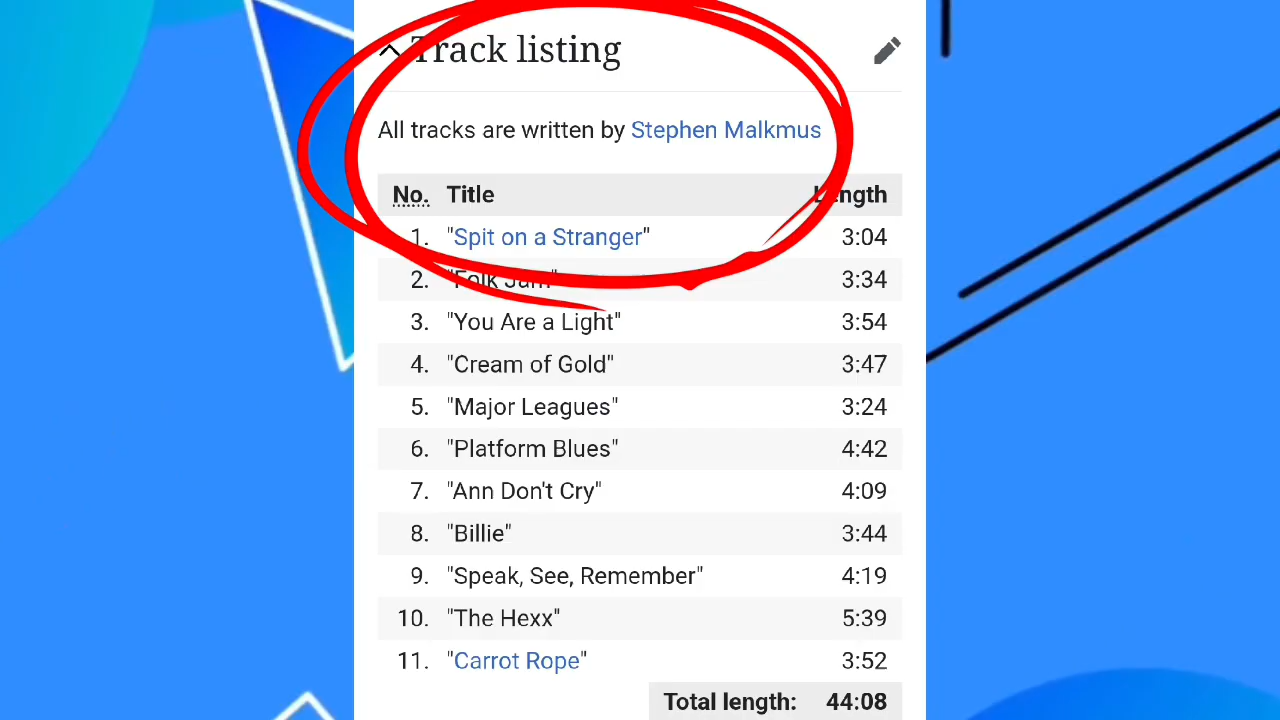 Track listing
All tracks are written by Stephen Malkmus
No. Title Length
1. "Spit on a Stranger" 3:04
2. "Folk Jam" 3:34
3. "You Are a Light" 3:54
4. "Cream of Gold" 3:47
5. "Major Leagues" 3:24
6. "Platform Blues" 4:42
7. "Ann Don't Cry" 4:09
8. "Billie" 3:44
9. "Speak, See, Remember" 4:19
10. "The Hexx" 5:39
11. "Carrot Rope" 3:52
Total length: 44:08